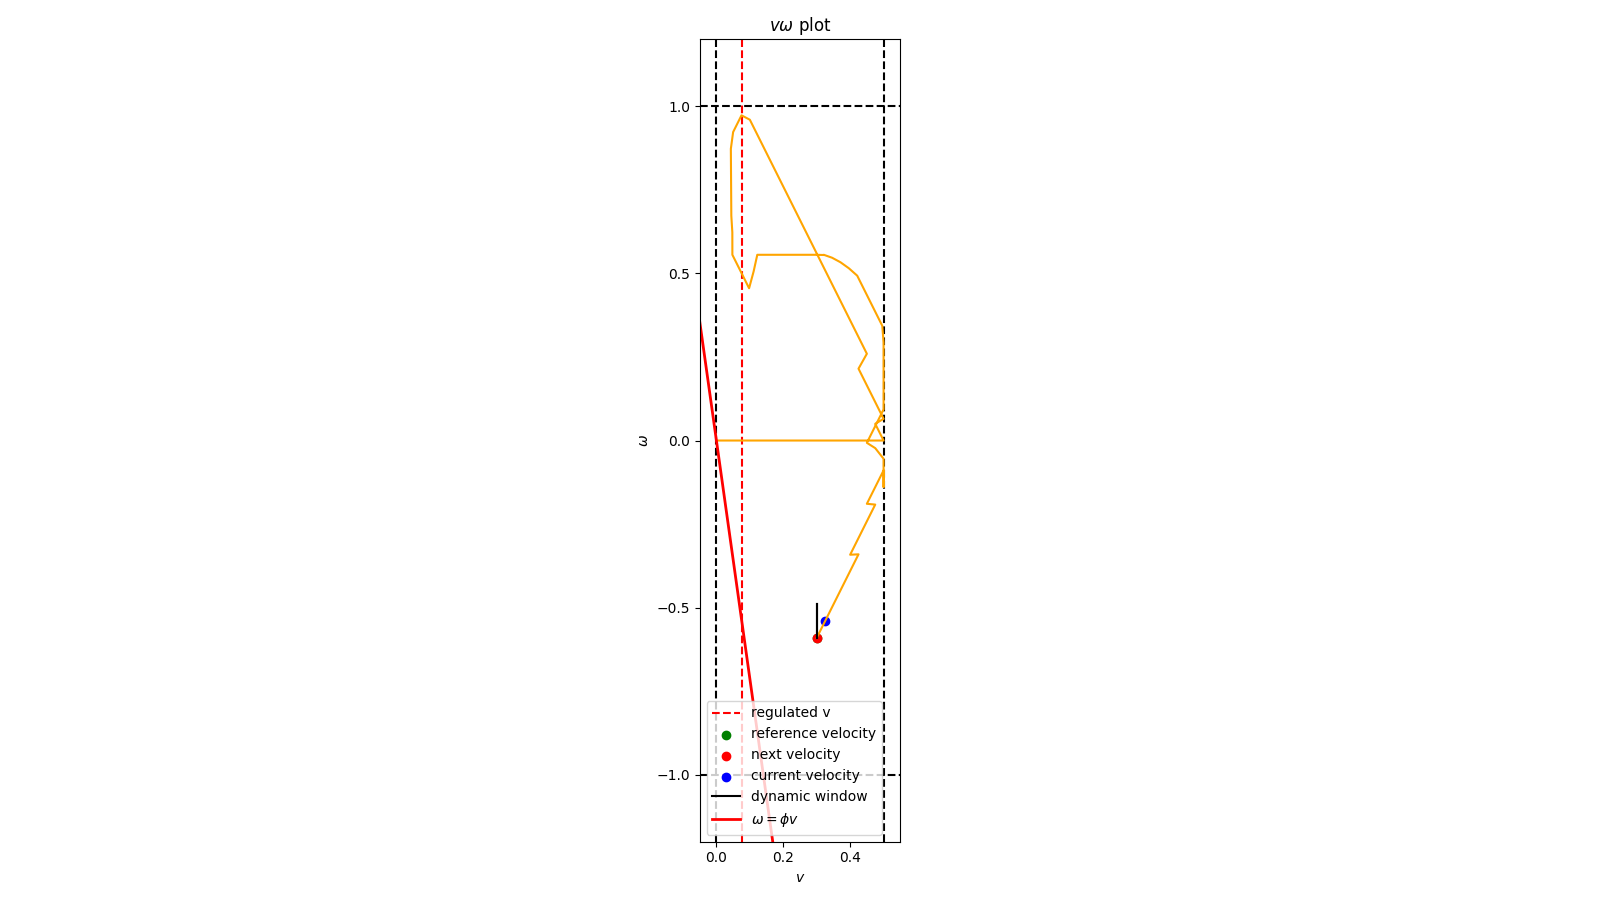 vω plot
1.0
0.5
0.0
−0.5
−1.0
ω
regulated v
reference velocity
next velocity
current velocity
dynamic window
ω = ϕv
0.0 0.2 0.4
v